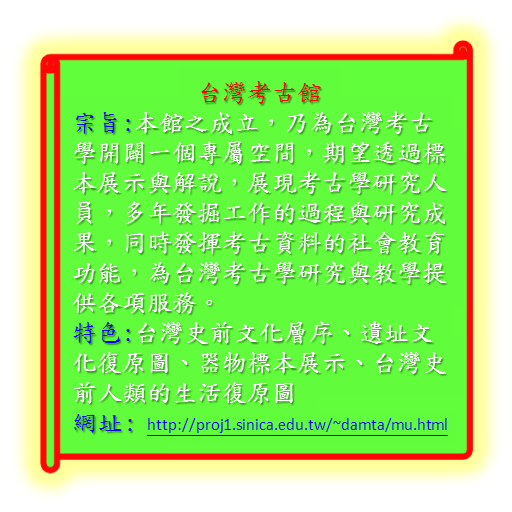 台灣考古館
宗旨:本館之成立，乃為台灣考古
學開闢一個專屬空間，期望透過標
本展示與解說，展現考古學研究人
員，多年發掘工作的過程與研究成
果，同時發揮考古資料的社會教育
功能，為台灣考古學研究與教學提
供各項服務。
特色:台灣史前文化層序、遺址文
化復原圖、器物標本展示、台灣史
前人類的生活復原圖
網址: http://proj1.sinica.edu.tw/~damta/mu.html